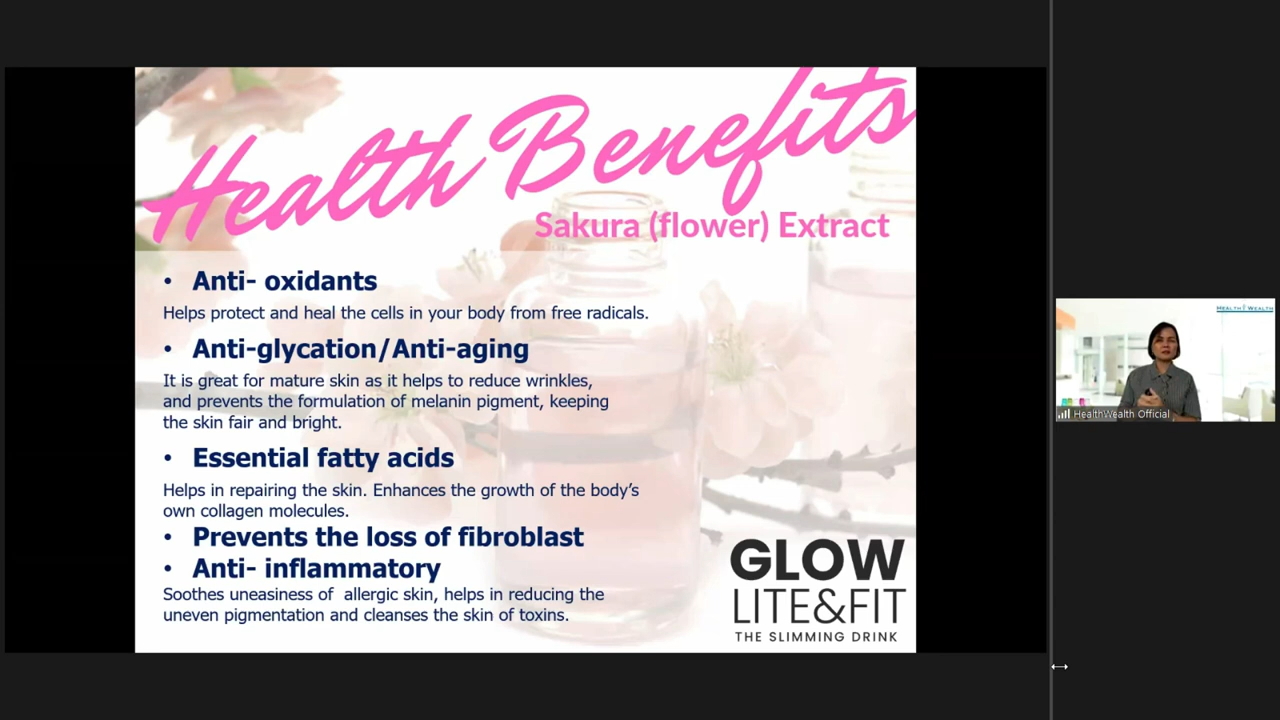 Health Benefits
Sakura (flower) Extract
• Anti- oxidants
Helps protect and heal the cells in your body from free radicals.
• Anti-glycation/Anti-aging
It is great for mature skin as it helps to reduce wrinkles,
and prevents the formulation of melanin pigment, keeping
the skin fair and bright.
• Essential fatty acids
Helps in repairing the skin. Enhances the growth of the body's
own collagen molecules.
• Prevents the loss of fibroblast
• Anti- inflammatory
Soothes uneasiness of  allergic skin, helps in reducing the
uneven pigmentation and cleanses the skin of toxins.
GLOW
LITE&FIT
THE SLIMMING DRINK
HEALTH WEALTH
HealthWealth Official